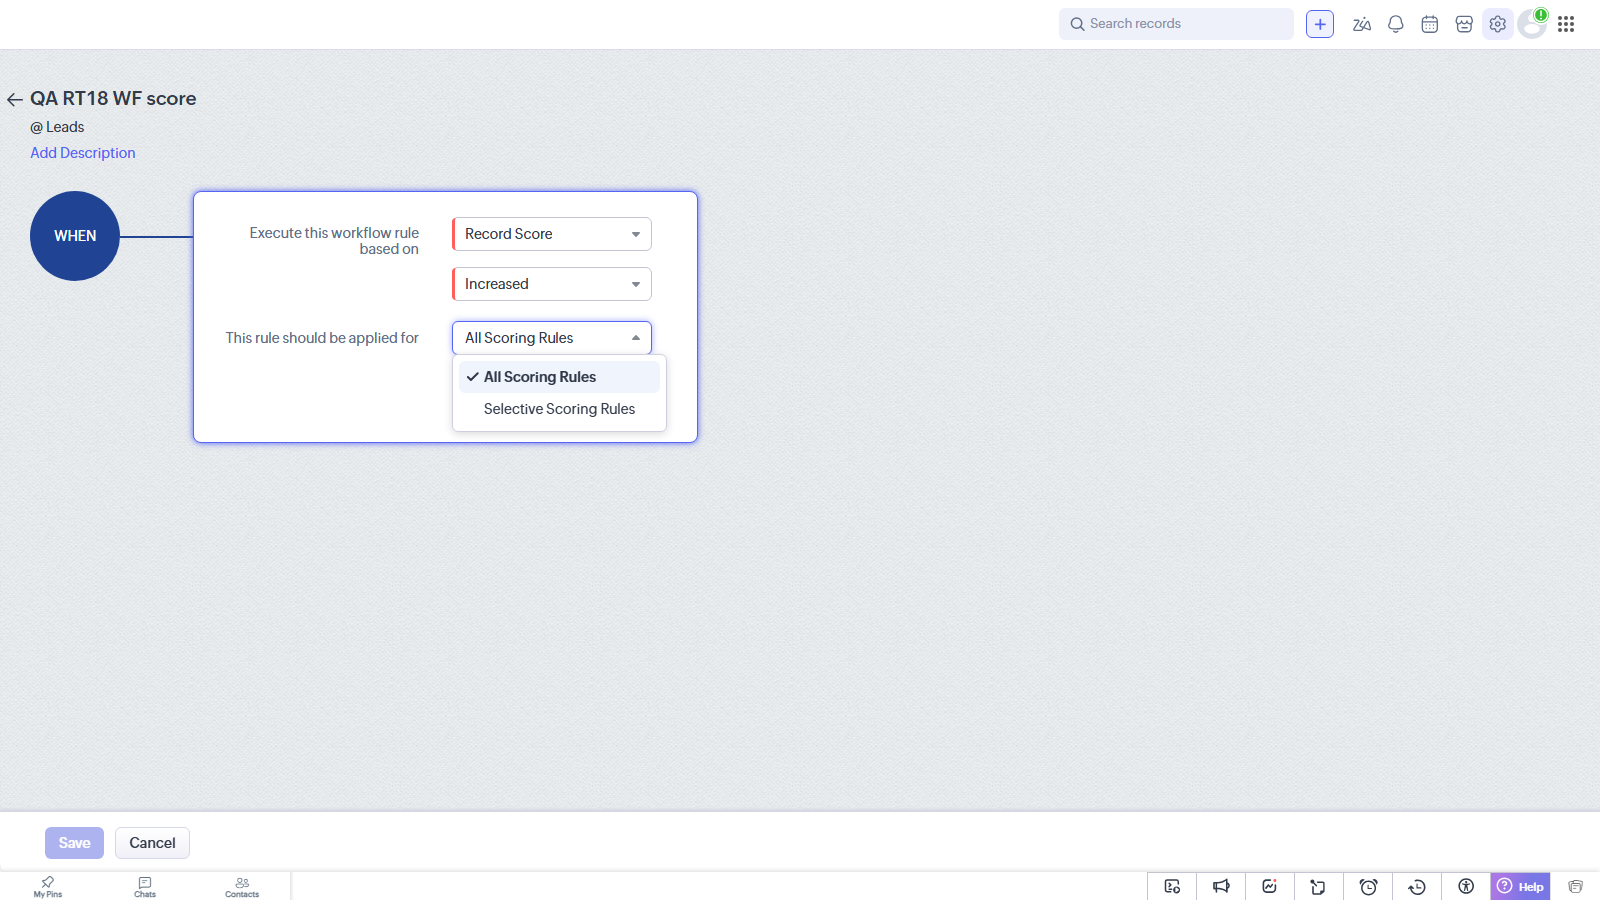 Search records
QA RT18 WF score
@ Leads
Add Description
WHEN
Execute this workflow rule
based on
Record Score
Increased
This rule should be applied for
All Scoring Rules
All Scoring Rules
Selective Scoring Rules
Save
Cancel
My Pins
Chats
Contacts
Help